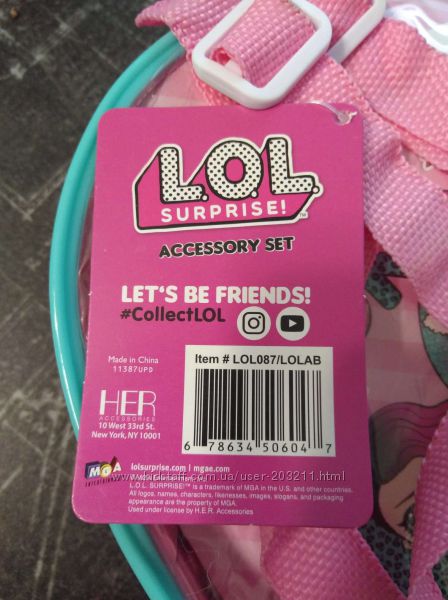 L.O.L.
SURPRISE!™
ACCESSORY SET
LET'S BE FRIENDS!
#CollectLOL
Made in China
11387UPD
Item # LOL087/LOLAB
HER
ACCESSORIES
10 West 33rd St.
New York, NY 10001
6 78634 50604 7
MGA
ENTERTAINMENT
lolsurprise.com | mgae.com
L.O.L. SURPRISE!™ is a trademark of MGA in the U.S. and other countries.
All logos, names, characters, likenesses, images, slogans, and packaging
appearance are the property of MGA.
Used under license by H.E.R. Accessories